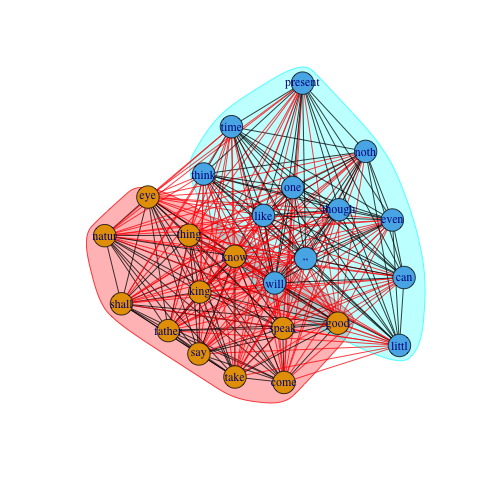 present
time
noth
think
one
eye
like
though
even
natur
thing
know
..
will
can
king
shall
father
speak
good
say
littl
take
come